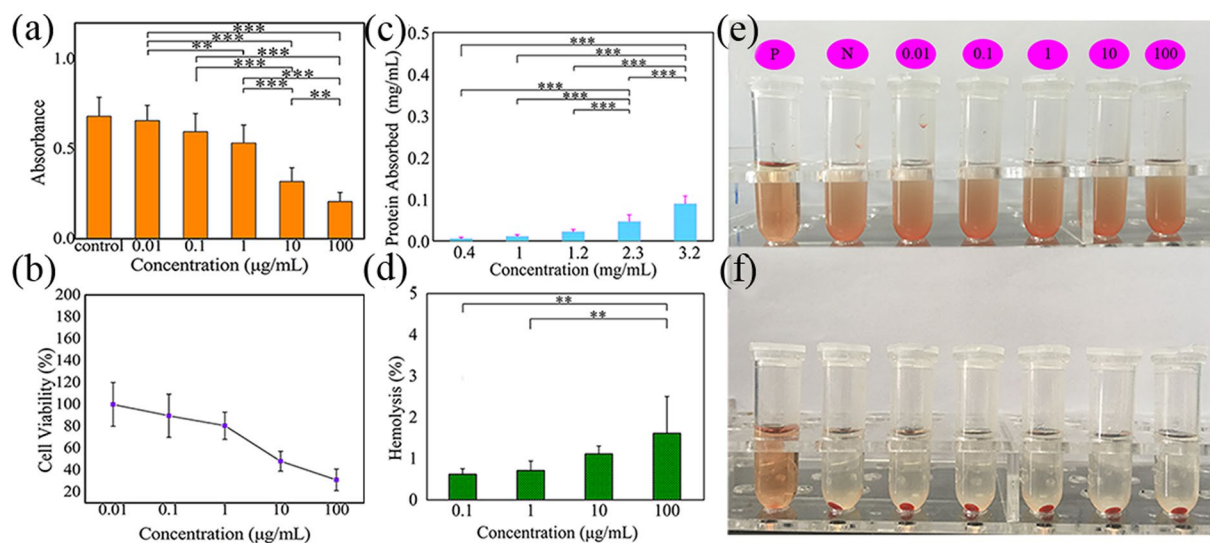 (a)
***
***
**
***
***
***
***
**
1.0
0.5
0.0
Absorbance
control 0.01 0.1 1 10 100
Concentration (μg/mL)
(b)
200
180
160
140
120
100
80
60
40
20
Cell Viability (%)
0.01 0.1 1 10 100
Concentration (μg/mL)
(c)
***
***
***
***
***
***
***
0.5
0.4
0.3
0.2
0.1
0.0
Protein Absorbed (mg/mL)
0.4 1 1.2 2.3 3.2
Concentration (mg/mL)
(d)
**
**
5
4
3
2
1
0
Hemolysis (%)
0.1 1 10 100
Concentration (μg/mL)
(e)
P N 0.01 0.1 1 10 100
(f)